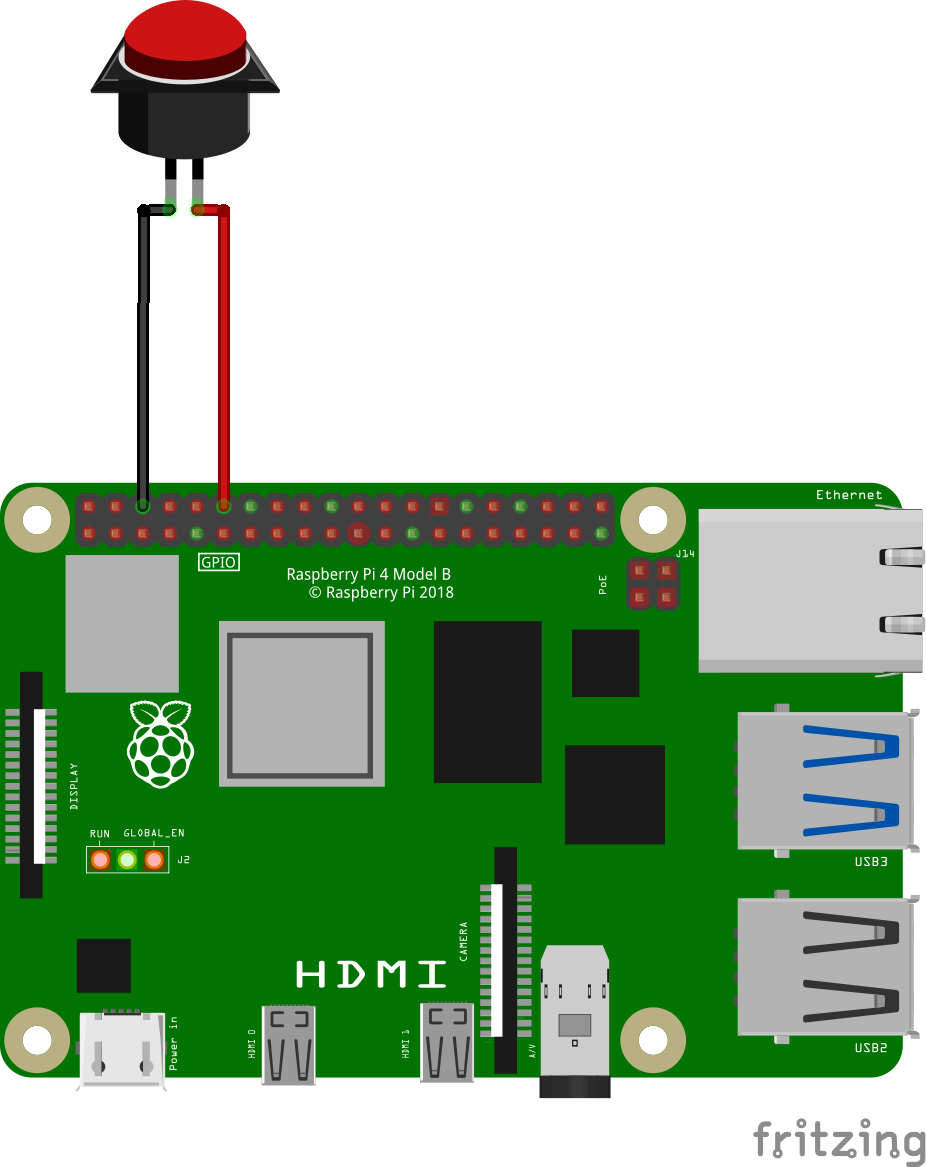 Ethernet
GPIO
J14
Raspberry Pi 4 Model B
© Raspberry Pi 2018
PoE
DISPLAY
RUN
GLOBAL_EN
J2
USB3
CAMERA
HDMI
Power in
HDMI 0
HDMI 1
A/V
USB2
fritzing